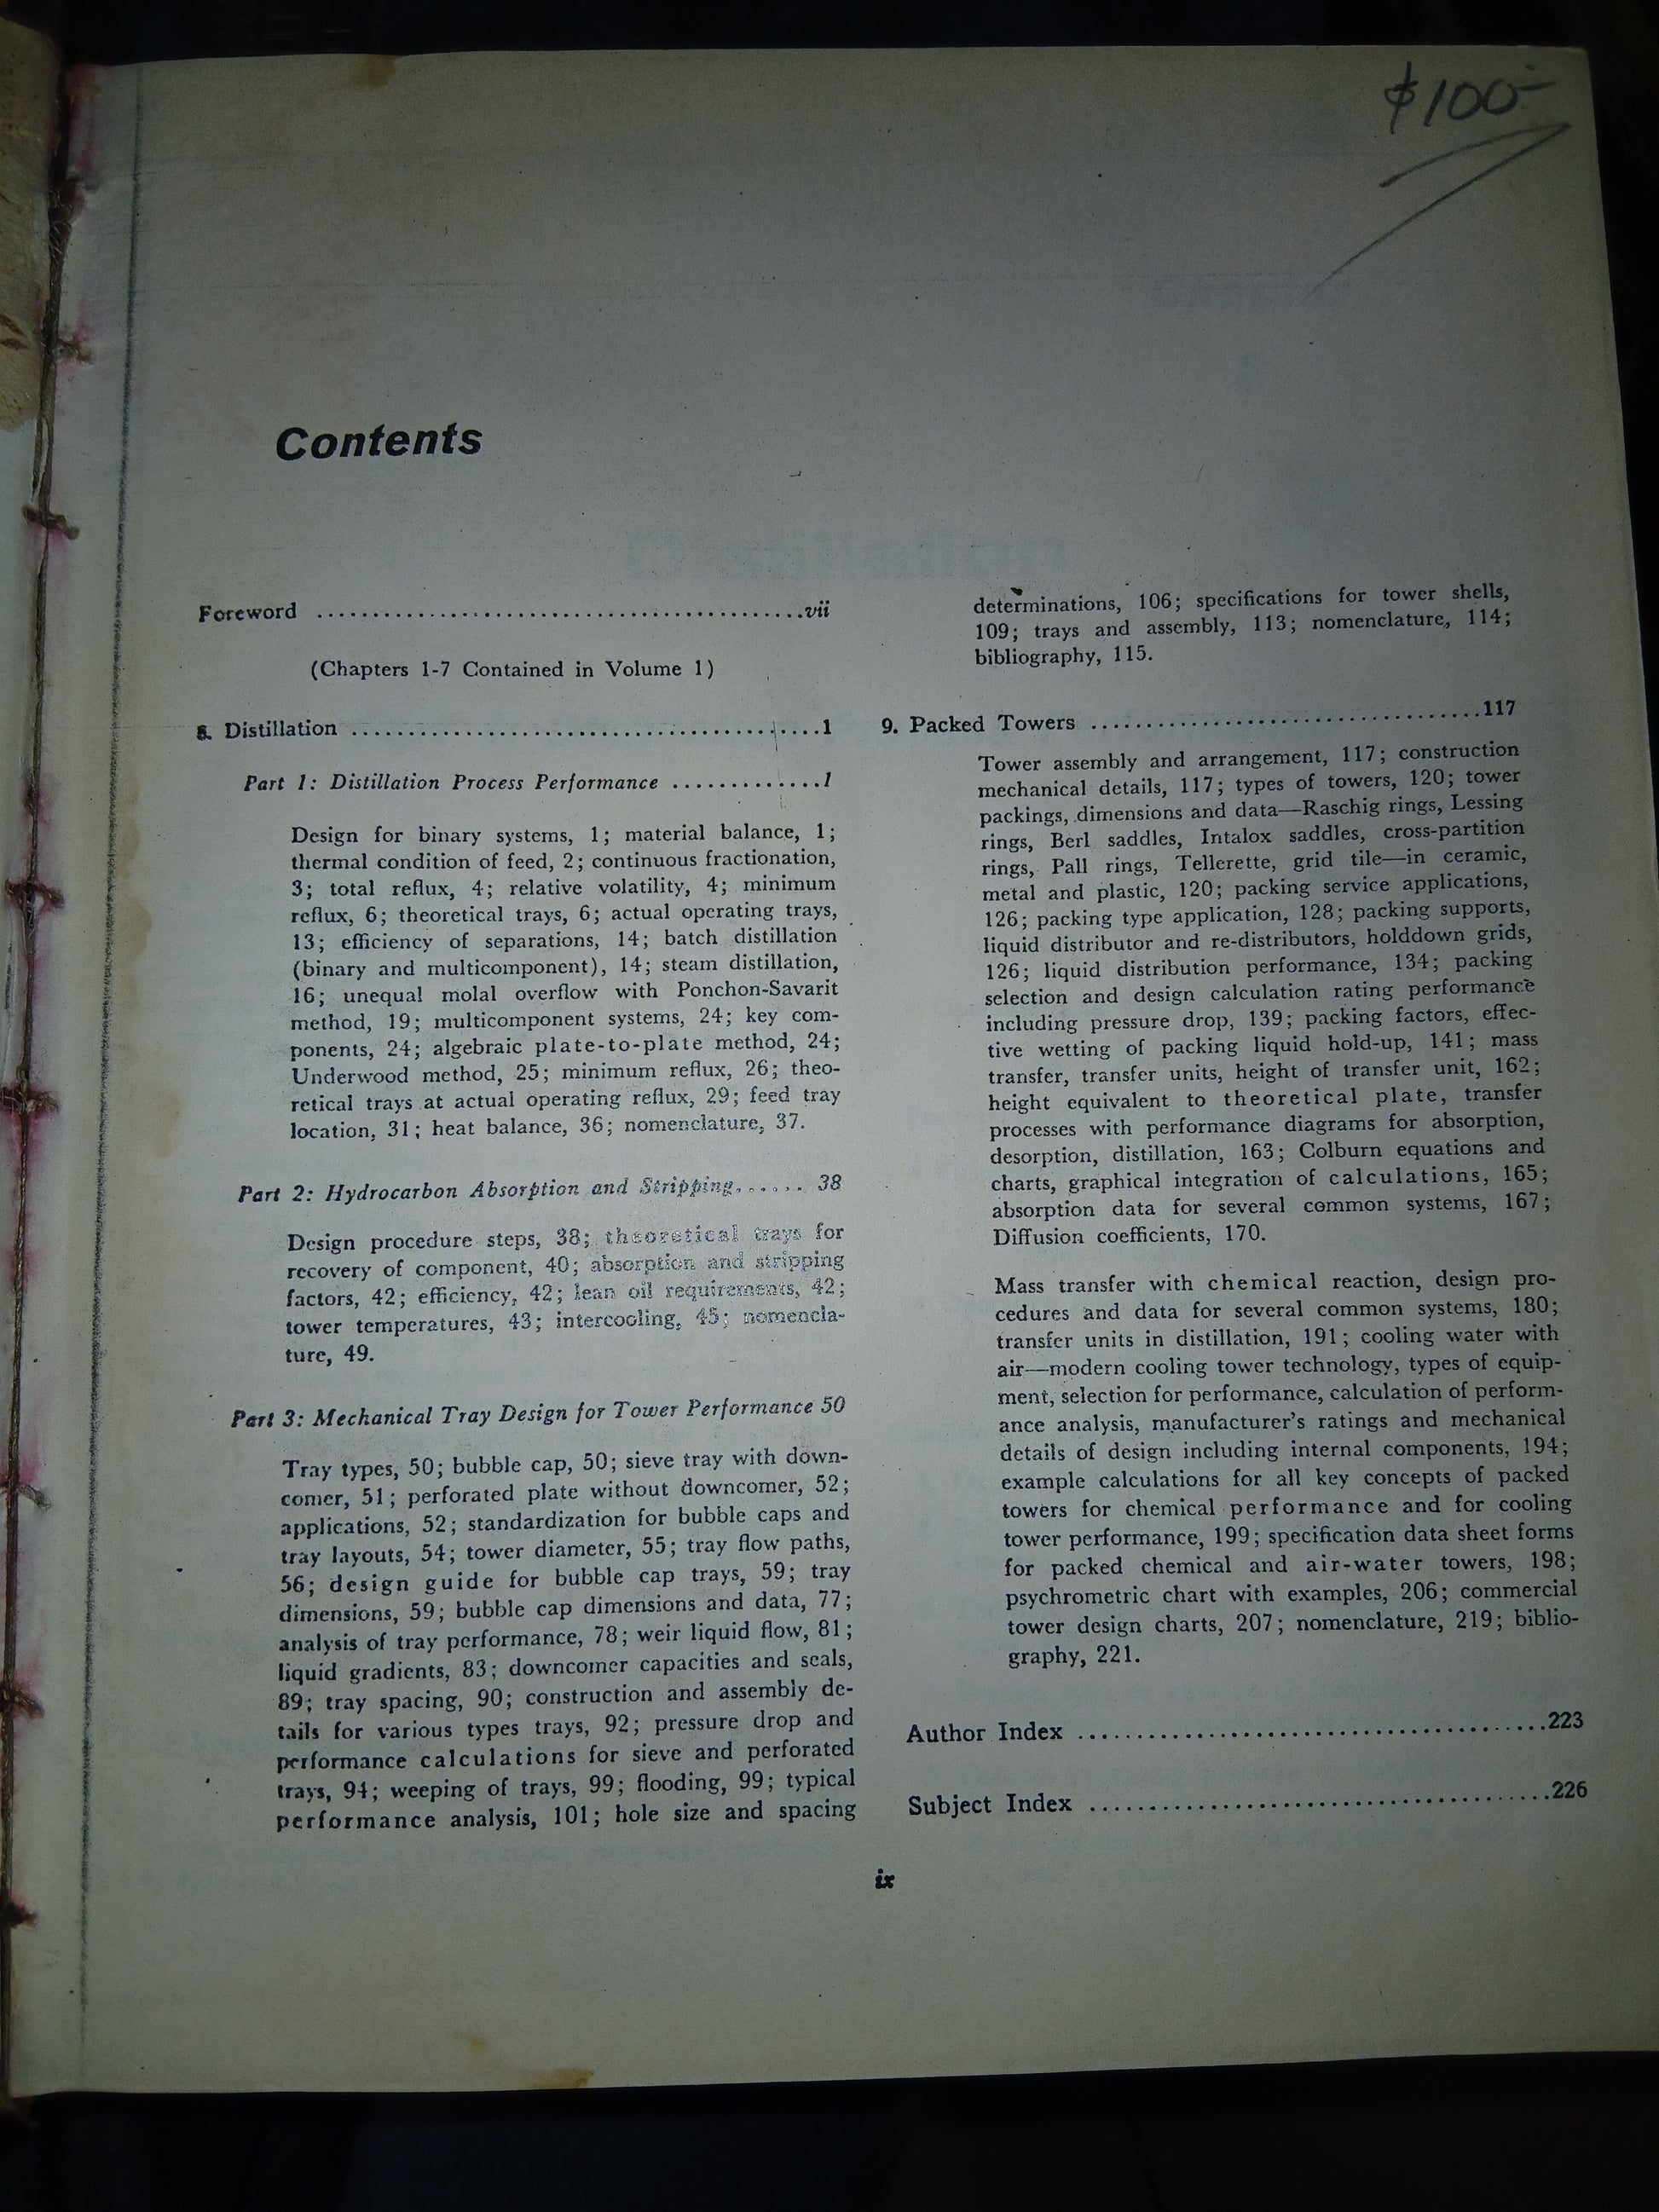 $100-
Contents
Foreword ............................................vii
(Chapters 1-7 Contained in Volume 1)
8. Distillation ..........................................1
Part 1: Distillation Process Performance .............1
Design for binary systems, 1; material balance, 1;
thermal condition of feed, 2; continuous fractionation,
3; total reflux, 4; relative volatility, 4; minimum
reflux, 6; theoretical trays, 6; actual operating trays,
13; efficiency of separations, 14; batch distillation
(binary and multicomponent), 14; steam distillation,
16; unequal molal overflow with Ponchon-Savarit
method, 19; multicomponent systems, 24; key com-
ponents, 24; algebraic plate-to-plate method, 24;
Underwood method, 25; minimum reflux, 26; theo-
retical trays at actual operating reflux, 29; feed tray
location, 31; heat balance, 36; nomenclature, 37.
Part 2: Hydrocarbon Absorption and Stripping...... 38
Design procedure steps, 38; theoretical trays for
recovery of component, 40; absorption and stripping
factors, 42; efficiency, 42; lean oil requirements, 42;
tower temperatures, 43; intercooling, 45; nomencla-
ture, 49.
Part 3: Mechanical Tray Design for Tower Performance 50
Tray types, 50; bubble cap, 50; sieve tray with down-
comer, 51; perforated plate without downcomer, 52;
applications, 52; standardization for bubble caps and
tray layouts, 54; tower diameter, 55; tray flow paths,
56; design guide for bubble cap trays, 59; tray
dimensions, 59; bubble cap dimensions and data, 77;
analysis of tray performance, 78; weir liquid flow, 81;
liquid gradients, 83; downcomer capacities and seals,
89; tray spacing, 90; construction and assembly de-
tails for various types trays, 92; pressure drop and
performance calculations for sieve and perforated
trays, 94; weeping of trays, 99; flooding, 99; typical
performance analysis, 101; hole size and spacing
determinations, 106; specifications for tower shells,
109; trays and assembly, 113; nomenclature, 114;
bibliography, 115.
9. Packed Towers ...................................117
Tower assembly and arrangement, 117; construction
mechanical details, 117; types of towers, 120; tower
packings, dimensions and data—Raschig rings, Lessing
rings, Berl saddles, Intalox saddles, cross-partition
rings, Pall rings, Tellerette, grid tile—in ceramic,
metal and plastic, 120; packing service applications,
126; packing type application, 128; packing supports,
liquid distributor and re-distributors, holddown grids,
126; liquid distribution performance, 134; packing
selection and design calculation rating performance
including pressure drop, 139; packing factors, effec-
tive wetting of packing liquid hold-up, 141; mass
transfer, transfer units, height of transfer unit, 162;
height equivalent to theoretical plate, transfer
processes with performance diagrams for absorption,
desorption, distillation, 163; Colburn equations and
charts, graphical integration of calculations, 165;
absorption data for several common systems, 167;
Diffusion coefficients, 170.
Mass transfer with chemical reaction, design pro-
cedures and data for several common systems, 180;
transfer units in distillation, 191; cooling water with
air—modern cooling tower technology, types of equip-
ment, selection for performance, calculation of perform-
ance analysis, manufacturer's ratings and mechanical
details of design including internal components, 194;
example calculations for all key concepts of packed
towers for chemical performance and for cooling
tower performance, 199; specification data sheet forms
for packed chemical and air-water towers, 198;
psychrometric chart with examples, 206; commercial
tower design charts, 207; nomenclature, 219; biblio-
graphy, 221.
Author Index ..........................................223
Subject Index .........................................226
ix